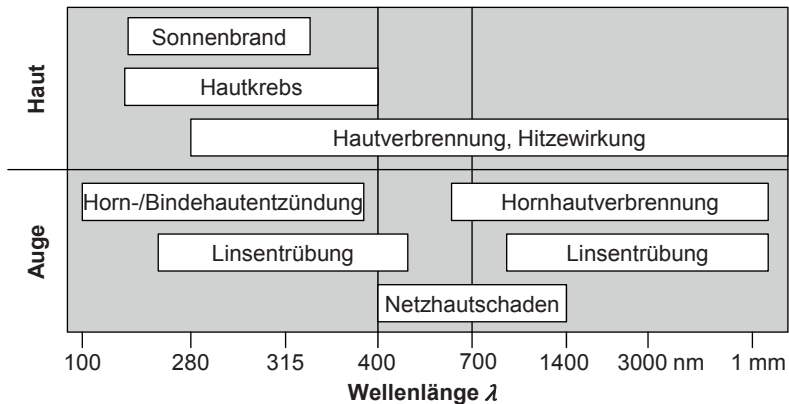 Haut
Sonnenbrand
Hautkrebs
Hautverbrennung, Hitzewirkung
Auge
Horn-/Bindehautentzündung
Hornhautverbrennung
Linsentrübung
Linsentrübung
Netzhautschaden
100 280 315 400 700 1400 3000 nm 1 mm
Wellenlänge λ